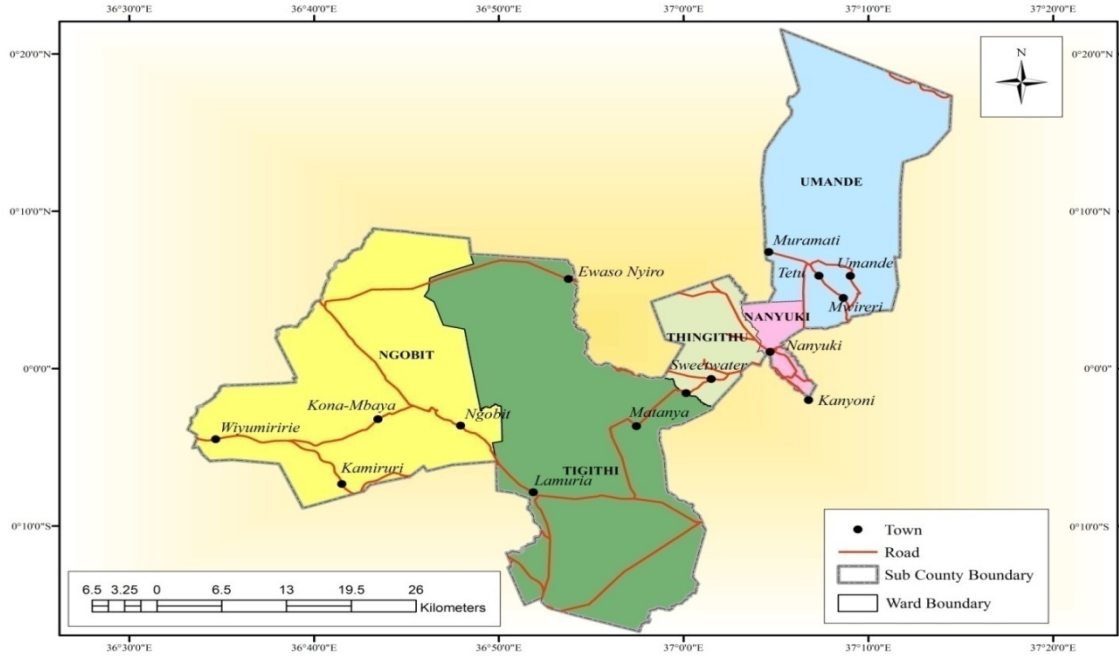 36°30'0"E 36°40'0"E 36°50'0"E 37°0'0"E 37°10'0"E 37°20'0"E
0°20'0"N 0°20'0"N
N
UMANDE
0°10'0"N 0°10'0"N
Muramati
Tetu Umande
Mwireri
Ewaso Nyiro
NANYUKI
THINGITHU
Nanyuki
NGOBIT
0°0'0" 0°0'0"
Sweetwater
Kanyoni
Kona-Mbaya
Ngobit
Matanya
Wiyumiririe
Kamiruri
TIGITHI
Lamuria
0°10'0"S 0°10'0"S
Town
Road
Sub County Boundary
Ward Boundary
6.5 3.25 0 6.5 13 19.5 26
Kilometers
36°30'0"E 36°40'0"E 36°50'0"E 37°0'0"E 37°10'0"E 37°20'0"E